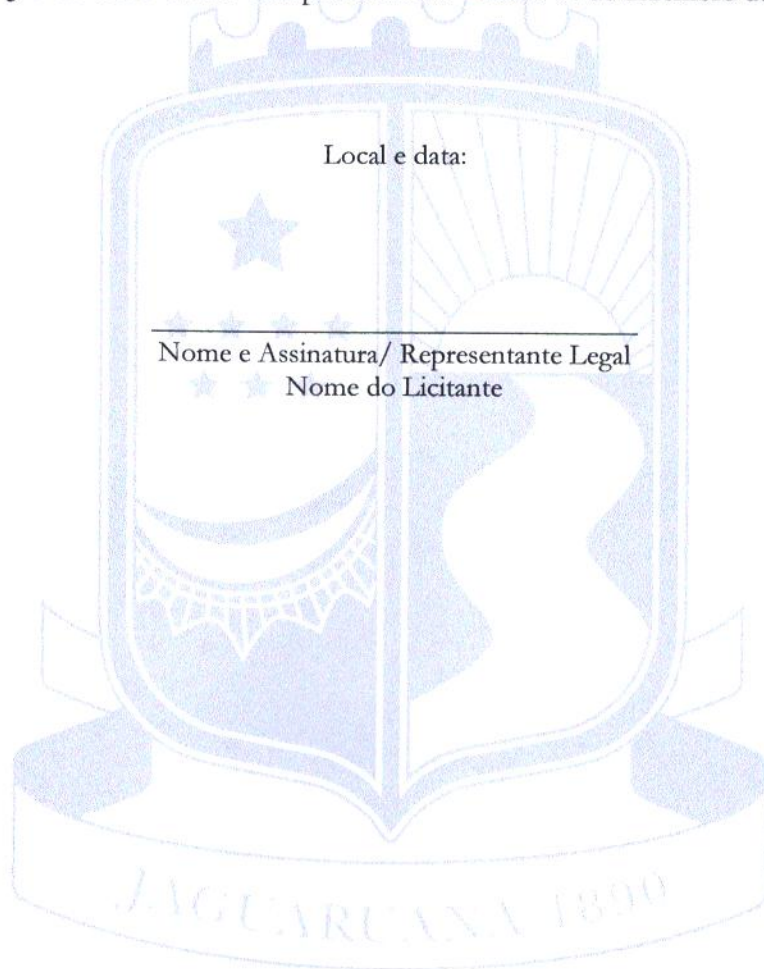 Local e data:
Nome e Assinatura/ Representante Legal
Nome do Licitante
JAGUARUANA 1890